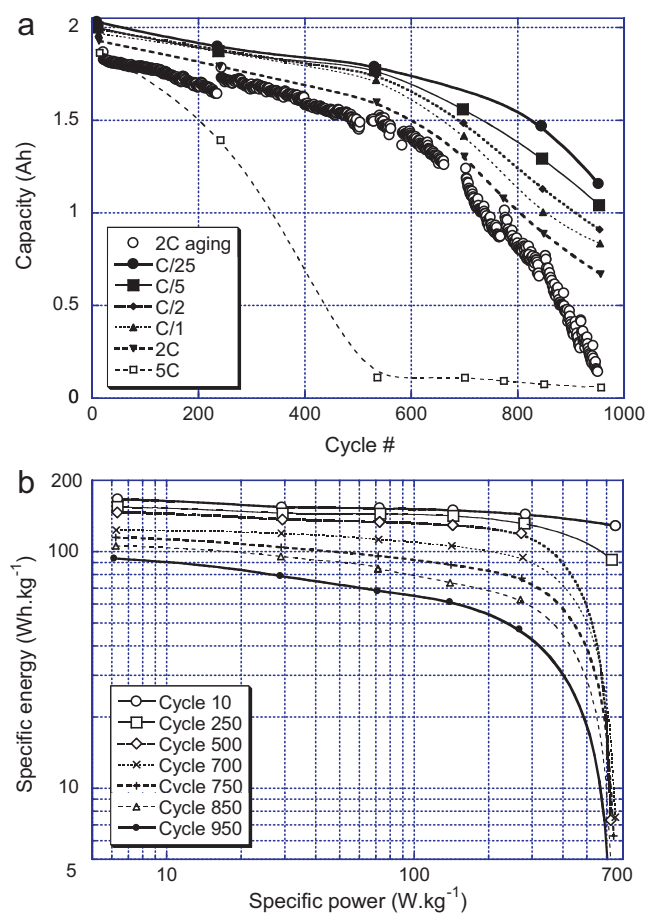 a
2
1.5
1
0.5
0
Capacity (Ah)
2C aging
C/25
C/5
C/2
C/1
2C
5C
0
200
400
600
800
1000
Cycle #
b
200
100
10
5
Specific energy (Wh.kg⁻¹)
Cycle 10
Cycle 250
Cycle 500
Cycle 700
Cycle 750
Cycle 850
Cycle 950
10
100
700
Specific power (W.kg⁻¹)